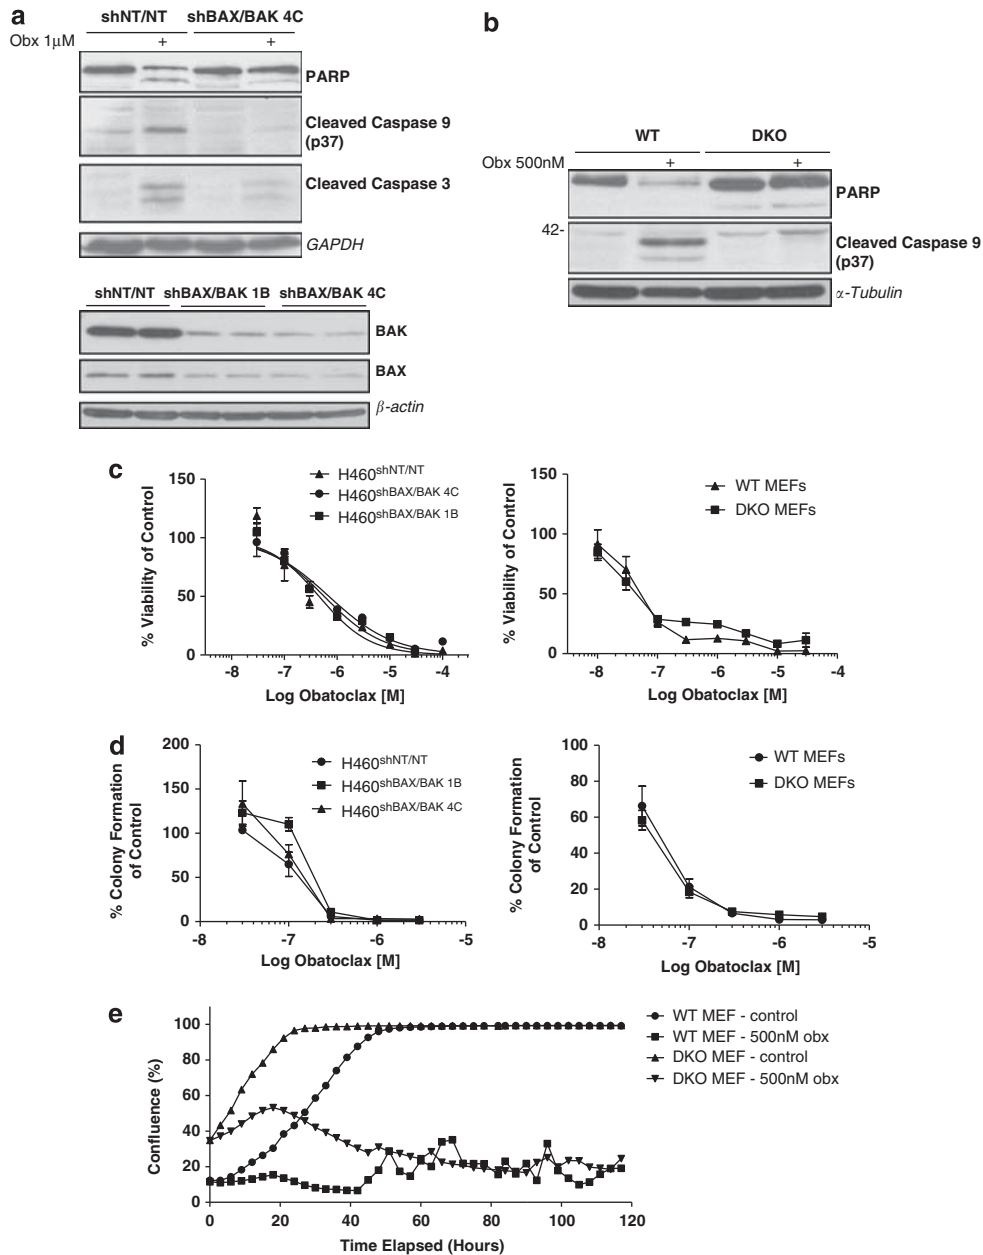 a
shNT/NT shBAX/BAK 4C
Obx 1μM + +
PARP
Cleaved Caspase 9
(p37)
Cleaved Caspase 3
GAPDH
shNT/NT shBAX/BAK 1B shBAX/BAK 4C
BAK
BAX
β-actin
b
WT DKO
Obx 500nM + +
PARP
42-
Cleaved Caspase 9
(p37)
α-Tubulin
c
% Viability of Control
150
100
50
0
-8 -7 -6 -5 -4
Log Obatoclax [M]
H460shNT/NT
H460shBAX/BAK 4C
H460shBAX/BAK 1B
% Viability of Control
150
100
50
0
-8 -7 -6 -5 -4
Log Obatoclax [M]
WT MEFs
DKO MEFs
d
% Colony Formation
of Control
200
150
100
50
0
-8 -7 -6 -5
Log Obatoclax [M]
H460shNT/NT
H460shBAX/BAK 1B
H460shBAX/BAK 4C
% Colony Formation
of Control
100
80
60
40
20
0
-8 -7 -6 -5
Log Obatoclax [M]
WT MEFs
DKO MEFs
e
Confluence (%)
100
80
60
40
20
0
0 20 40 60 80 100 120
Time Elapsed (Hours)
WT MEF - control
WT MEF - 500nM obx
DKO MEF - control
DKO MEF - 500nM obx